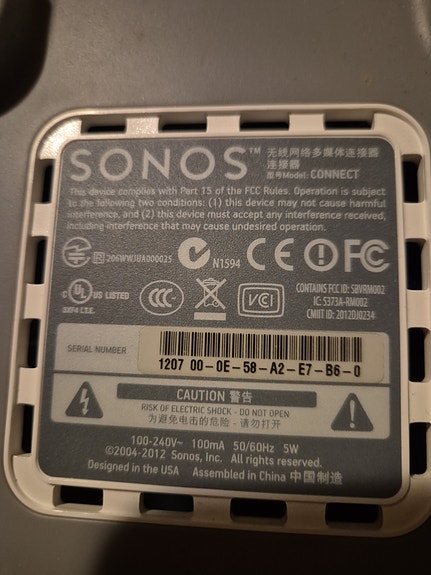 SONOS™ 无线网络多媒体连接器
连接器
型号Model: CONNECT
This device complies with Part 15 of the FCC Rules. Operation is subject
to the following two conditions: (1) this device may not cause harmful
interference, and (2) this device must accept any interference received,
including interference that may cause undesired operation.
R 206WWJUA000025 N1594 CE FC
C UL US LISTED CCC VCI CONTAINS FCC ID: SBVRM002
IC: 5373A-RM002
I.T.E. CMIIT ID: 2012DJ0234
SERIAL NUMBER
1207 00-0E-58-A2-E7-B6-0
CAUTION 警告
RISK OF ELECTRIC SHOCK - DO NOT OPEN
为避免电击的危险 - 请勿打开
100-240V~ 100mA 50/60Hz 5W
©2004-2012 Sonos, Inc. All rights reserved.
Designed in the USA Assembled in China 中国制造